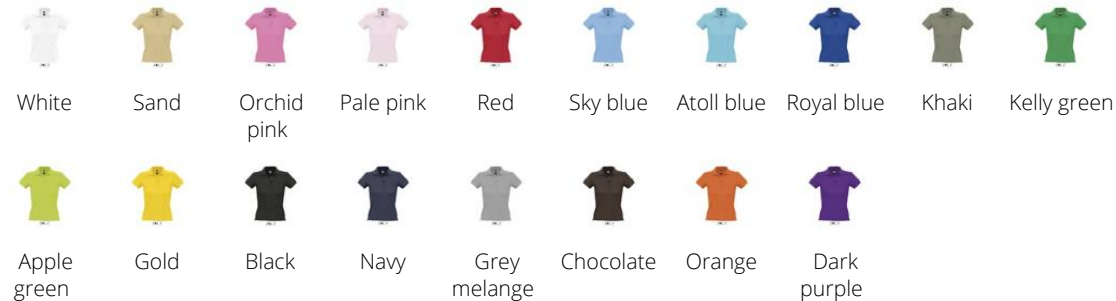 White Sand Orchid Pale pink Red Sky blue Atoll blue Royal blue Khaki Kelly green
pink
Apple Gold Black Navy Grey Chocolate Orange Dark
green melange purple